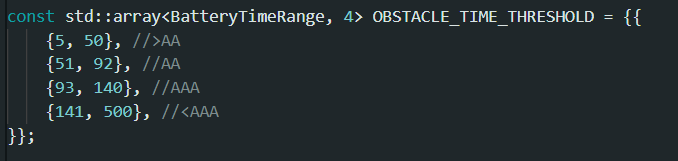 const std::array<BatteryTimeRange, 4> OBSTACLE_TIME_THRESHOLD = {{
    {5, 50}, //>AA
    {51, 92}, //AA
    {93, 140}, //AAA
    {141, 500}, //<AAA
}};